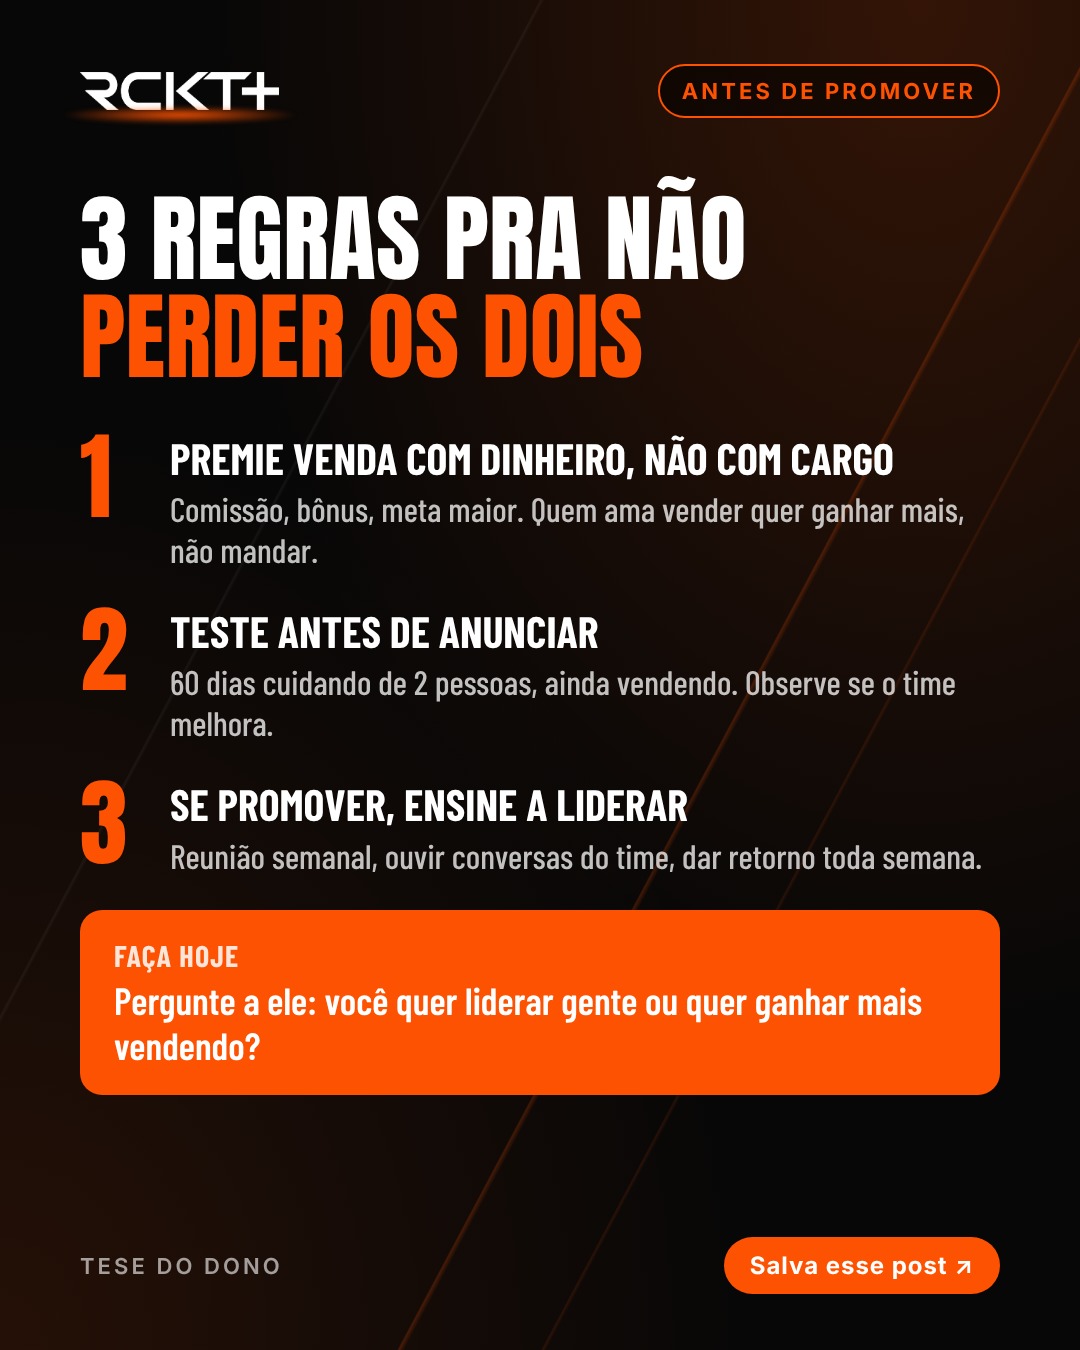 RCKT+
ANTES DE PROMOVER
3 REGRAS PRA NÃO
PERDER OS DOIS
1
PREMIE VENDA COM DINHEIRO, NÃO COM CARGO
Comissão, bônus, meta maior. Quem ama vender quer ganhar mais,
não mandar.
2
TESTE ANTES DE ANUNCIAR
60 dias cuidando de 2 pessoas, ainda vendendo. Observe se o time
melhora.
3
SE PROMOVER, ENSINE A LIDERAR
Reunião semanal, ouvir conversas do time, dar retorno toda semana.
FAÇA HOJE
Pergunte a ele: você quer liderar gente ou quer ganhar mais
vendendo?
TESE DO DONO
Salva esse post ↗